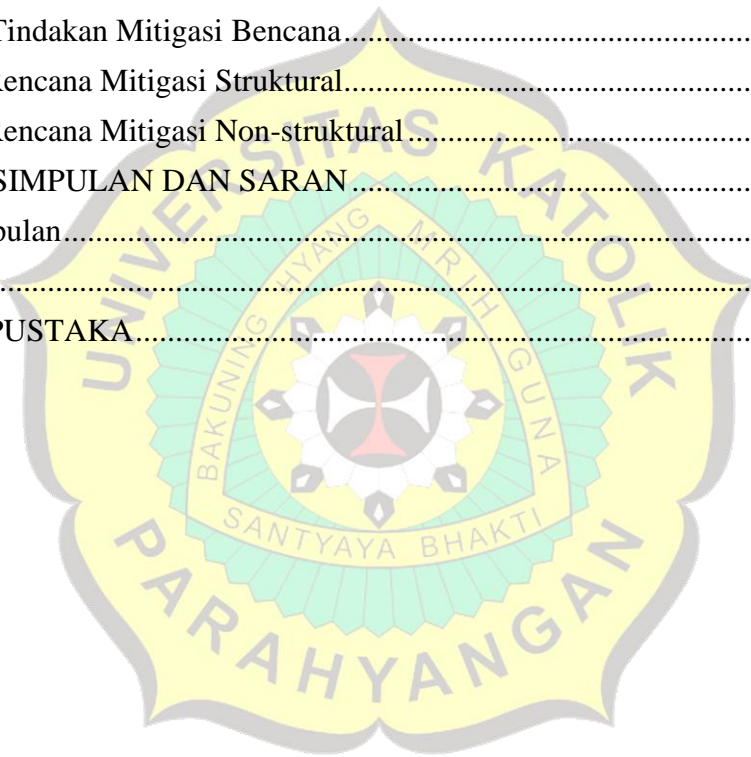 Tindakan Mitigasi Bencana................................................
encana Mitigasi Struktural................................................
encana Mitigasi Non-struktural................................................
SIMPULAN DAN SARAN................................................
pulan................................................
................................................
PUSTAKA................................................
UNIVERSITAS KATOLIK
BAKUNING HYANG MRIH GUNA
SANTYAYA BHAKTI
PARAHYANGAN